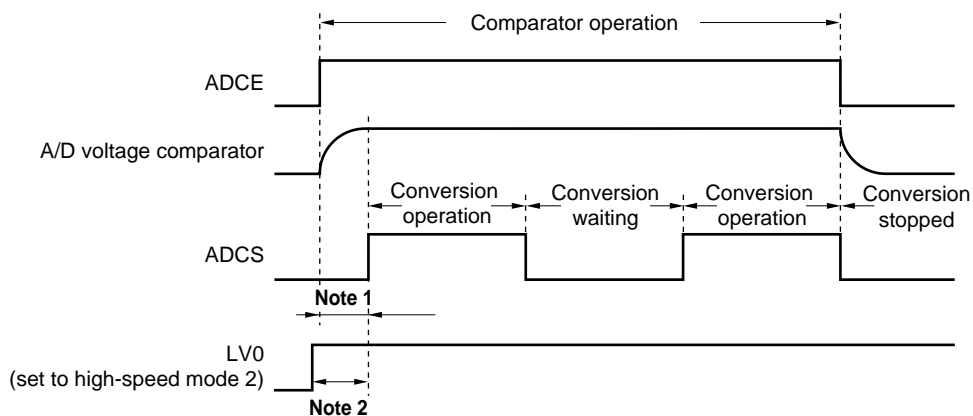 Comparator operation
ADCE
A/D voltage comparator
Conversion
operation
Conversion
waiting
Conversion
operation
Conversion
stopped
ADCS
Note 1
LV0
(set to high-speed mode 2)
Note 2